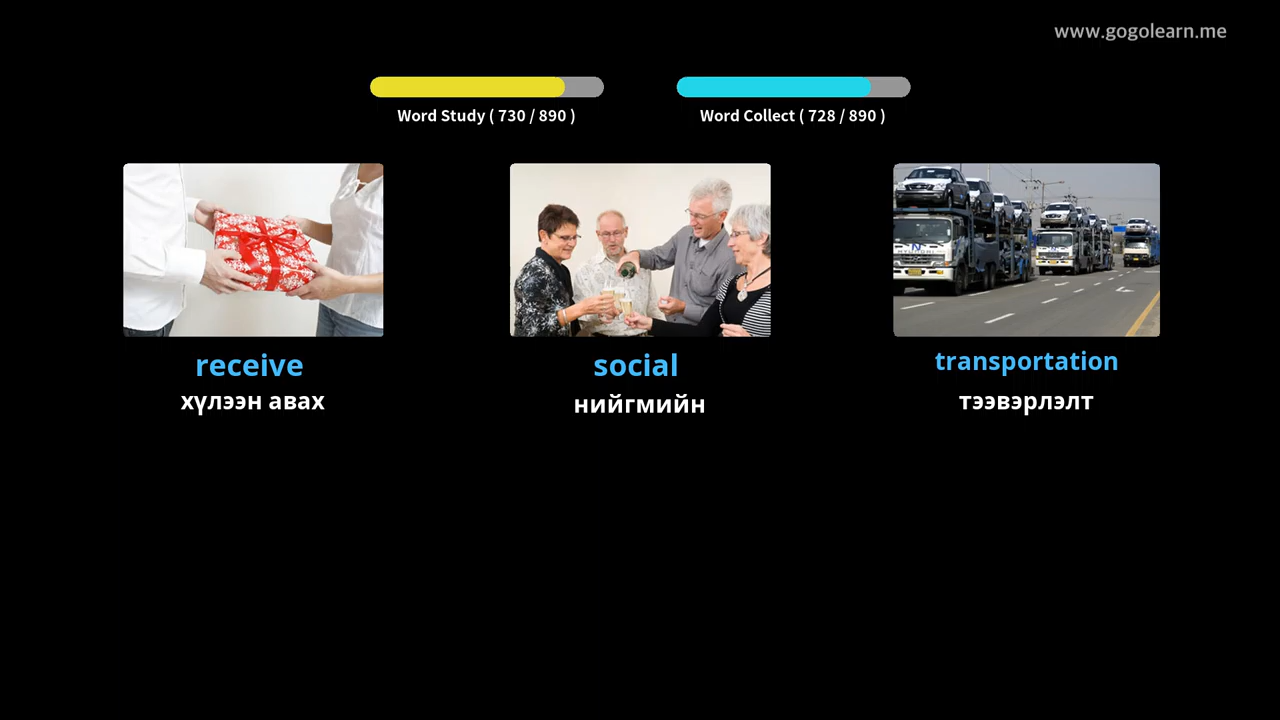 www.gogolearn.me
Word Study ( 730 / 890 )
Word Collect ( 728 / 890 )
receive
social
transportation
хүлээн авах
нийгмийн
тээвэрлэлт